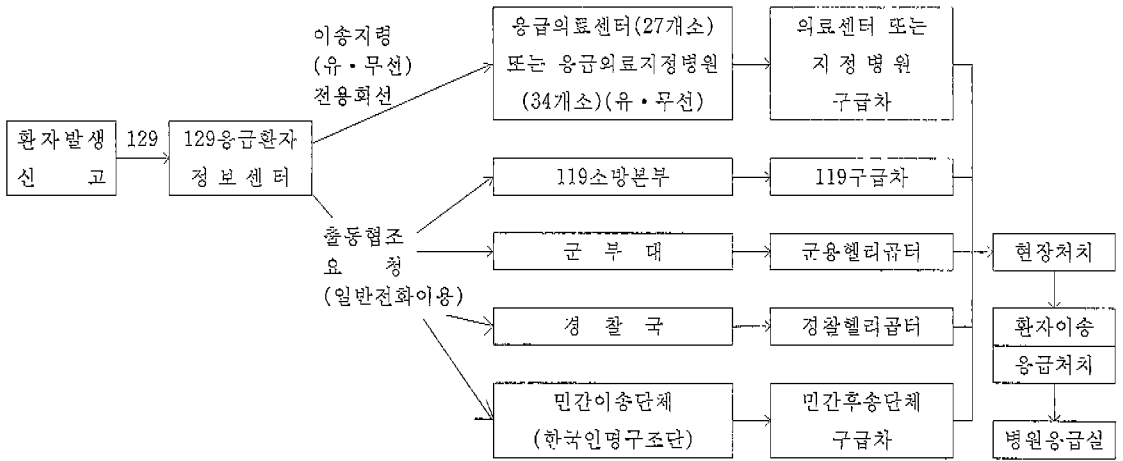 환자발생
신 고
129
129응급환자
정보센터
이송지령
(유·무선)
전용회선
응급의료센터(27개소)
또는 응급의료지정병원
(34개소)(유·무선)
의료센터 또는
지정병원
구급차
출동협조
요 청
(일반전화이용)
119소방본부
119구급차
군 부 대
군용헬리곱터
경 찰 국
경찰헬리곱터
민간이송단체
(한국인명구조단)
민간후송단체
구급차
현장처치
환자이송
응급처치
병원응급실